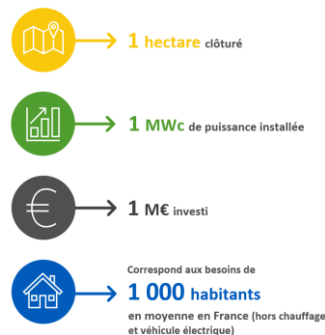 1 hectare clôturé
1 MWc de puissance installée
€
1 M€ investi
Correspond aux besoins de
1 000 habitants
en moyenne en France (hors chauffage
et véhicule électrique)